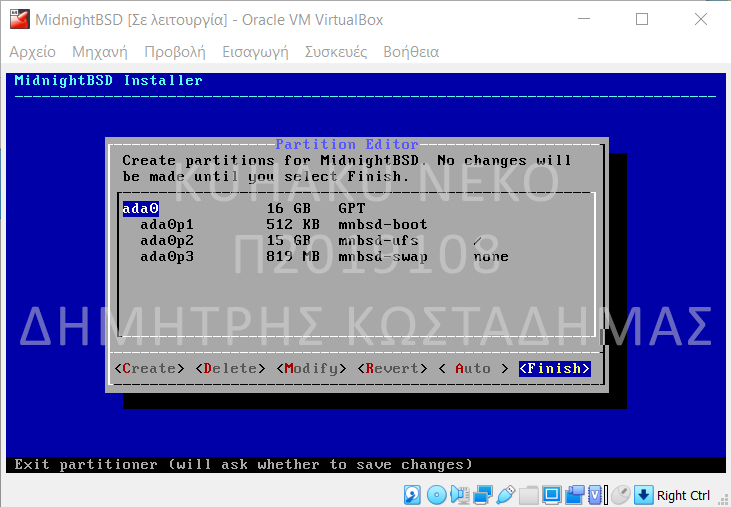 MidnightBSD [Σε λειτουργία] - Oracle VM VirtualBox
Αρχείο Μηχανή Προβολή Εισαγωγή Συσκευές Βοήθεια
MidnightBSD Installer
Partition Editor
Create partitions for MidnightBSD. No changes will
be made until you select Finish.
ΚΟΗΑΚΟ ΝΕΚΟ
ada0 16 GB GPT
ada0p1 512 KB mnbsd-boot
ada0p2 15 GB mnbsd-ufs /
Π2019108
ada0p3 819 MB mnbsd-swap none
ΔΗΜΗΤΡΗΣ ΚΩΣΤΑΔΗΜΑΣ
<Create> <Delete> <Modify> <Revert> < Auto > <Finish>
Exit partitioner (will ask whether to save changes)
Right Ctrl